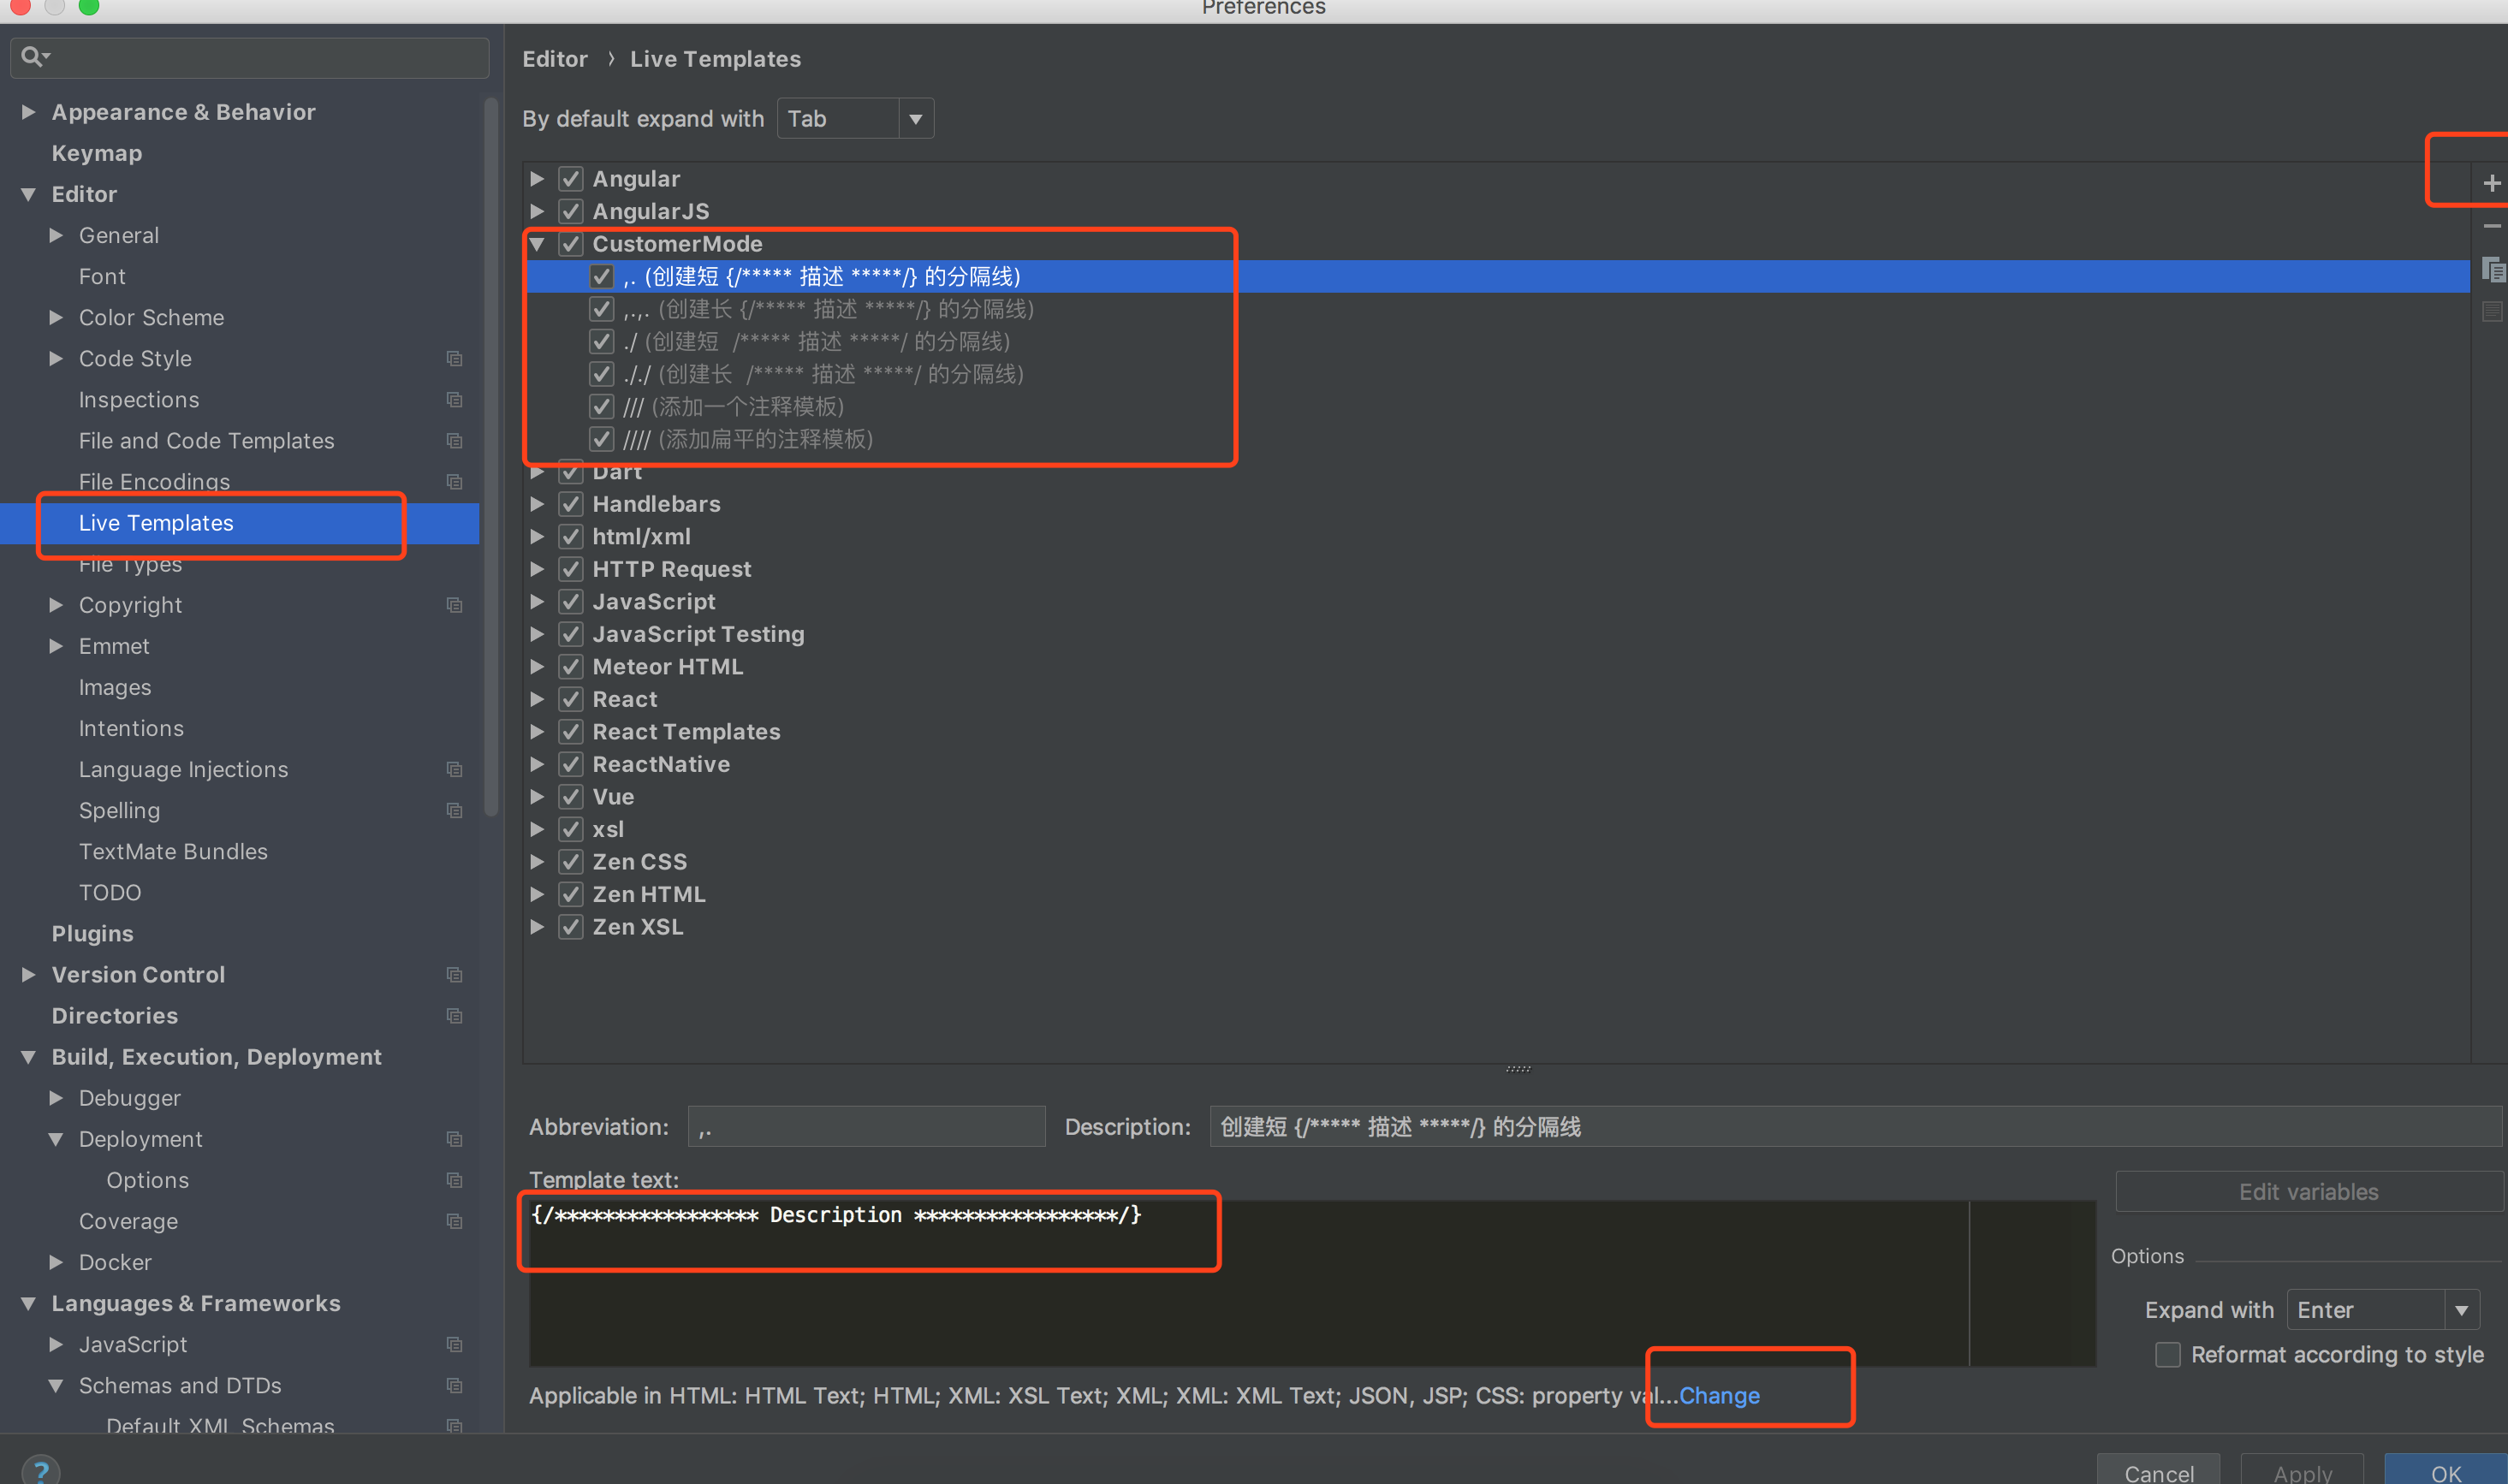 Preferences
Appearance & Behavior
Keymap
Editor
General
Font
Color Scheme
Code Style
Inspections
File and Code Templates
File Encodings
Live Templates
File Types
Copyright
Emmet
Images
Intentions
Language Injections
Spelling
TextMate Bundles
TODO
Plugins
Version Control
Directories
Build, Execution, Deployment
Debugger
Deployment
Options
Coverage
Docker
Languages & Frameworks
JavaScript
Schemas and DTDs
Default XML Schemas
?
Editor › Live Templates
By default expand with Tab
Angular
AngularJS
CustomerMode
,. (创建短 {/***** 描述 *****/} 的分隔线)
,.,. (创建长 {/***** 描述 *****/} 的分隔线)
./ (创建短 /***** 描述 *****/ 的分隔线)
././ (创建长 /***** 描述 *****/ 的分隔线)
/// (添加一个注释模板)
//// (添加扁平的注释模板)
Dart
Handlebars
html/xml
HTTP Request
JavaScript
JavaScript Testing
Meteor HTML
React
React Templates
ReactNative
Vue
xsl
Zen CSS
Zen HTML
Zen XSL
Abbreviation: ,. Description: 创建短 {/***** 描述 *****/} 的分隔线
Template text:
{/***************** Description *****************/}
Edit variables
Options
Expand with Enter
Reformat according to style
Applicable in HTML: HTML Text; HTML; XML: XSL Text; XML; XML: XML Text; JSON, JSP; CSS: property val...Change
Cancel Apply OK